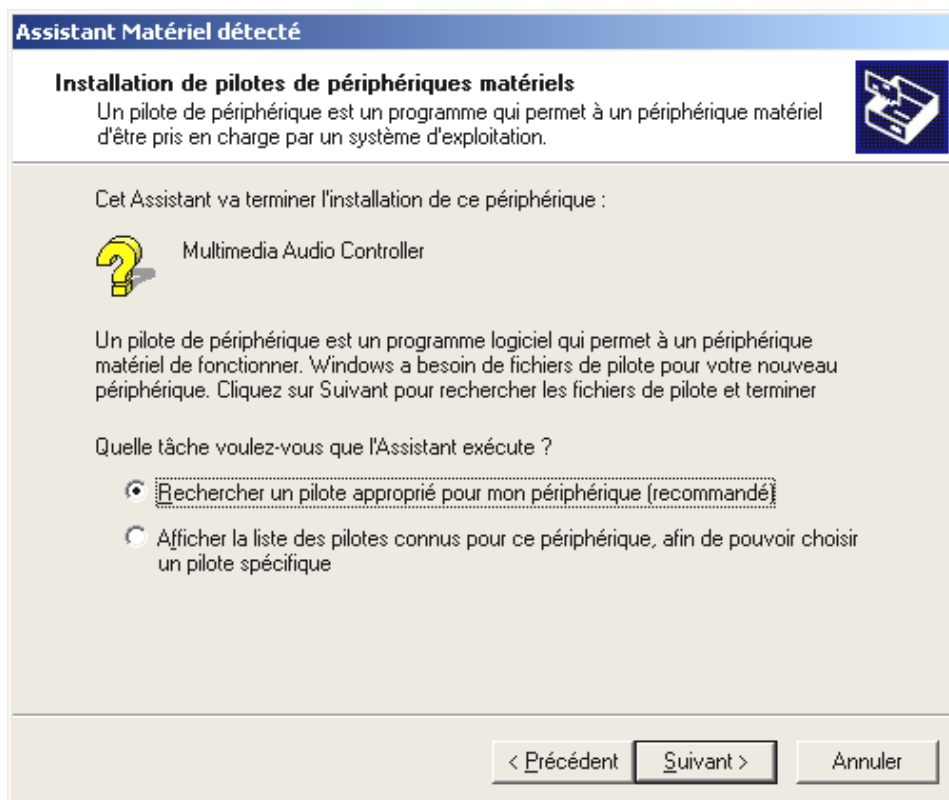 Assistant Matériel détecté
Installation de pilotes de périphériques matériels
Un pilote de périphérique est un programme qui permet à un périphérique matériel
d'être pris en charge par un système d'exploitation.
Cet Assistant va terminer l'installation de ce périphérique :
Multimedia Audio Controller
Un pilote de périphérique est un programme logiciel qui permet à un périphérique
matériel de fonctionner. Windows a besoin de fichiers de pilote pour votre nouveau
périphérique. Cliquez sur Suivant pour rechercher les fichiers de pilote et terminer
Quelle tâche voulez-vous que l'Assistant exécute ?
Rechercher un pilote approprié pour mon périphérique (recommandé)
Afficher la liste des pilotes connus pour ce périphérique, afin de pouvoir choisir
un pilote spécifique
< Précédent
Suivant >
Annuler